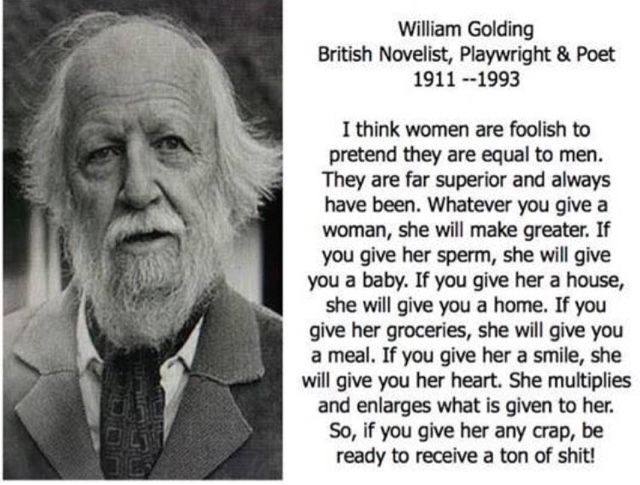 William Golding
British Novelist, Playwright & Poet
1911 --1993
I think women are foolish to
pretend they are equal to men.
They are far superior and always
have been. Whatever you give a
woman, she will make greater. If
you give her sperm, she will give
you a baby. If you give her a house,
she will give you a home. If you
give her groceries, she will give you
a meal. If you give her a smile, she
will give you her heart. She multiplies
and enlarges what is given to her.
So, if you give her any crap, be
ready to receive a ton of shit!